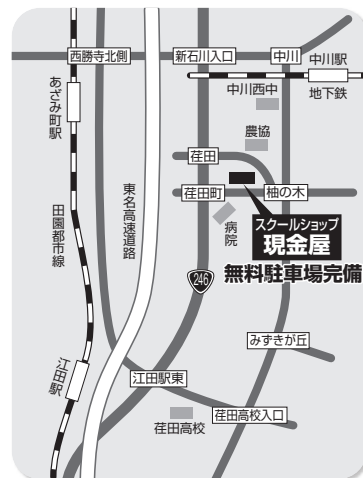 西勝寺北側
新石川入口
中川
中川駅
地下鉄
中川西中
あざみ町駅
農協
荏田
荏田町
柚の木
病院
東名高速道路
田園都市線
スクールショップ
現金屋
無料駐車場完備
246
みずきが丘
江田駅
江田駅東
荏田高校入口
荏田高校